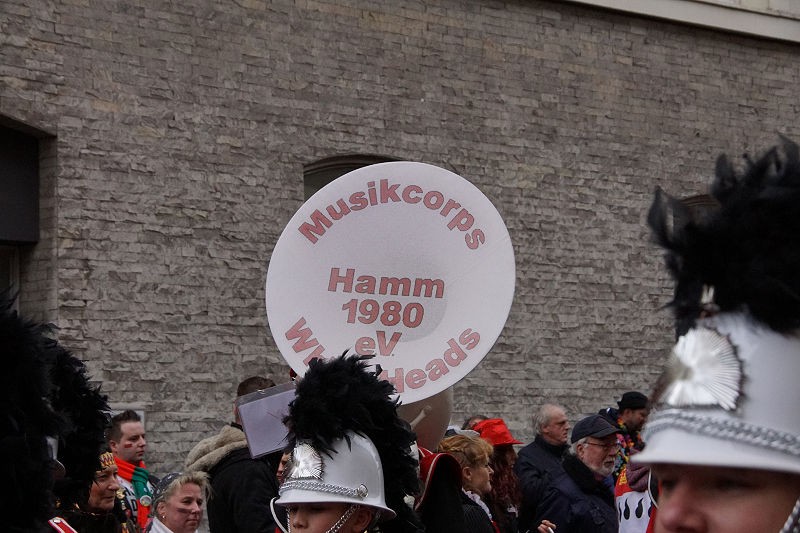 Musikcorps
Hamm
1980
eV.
Heads